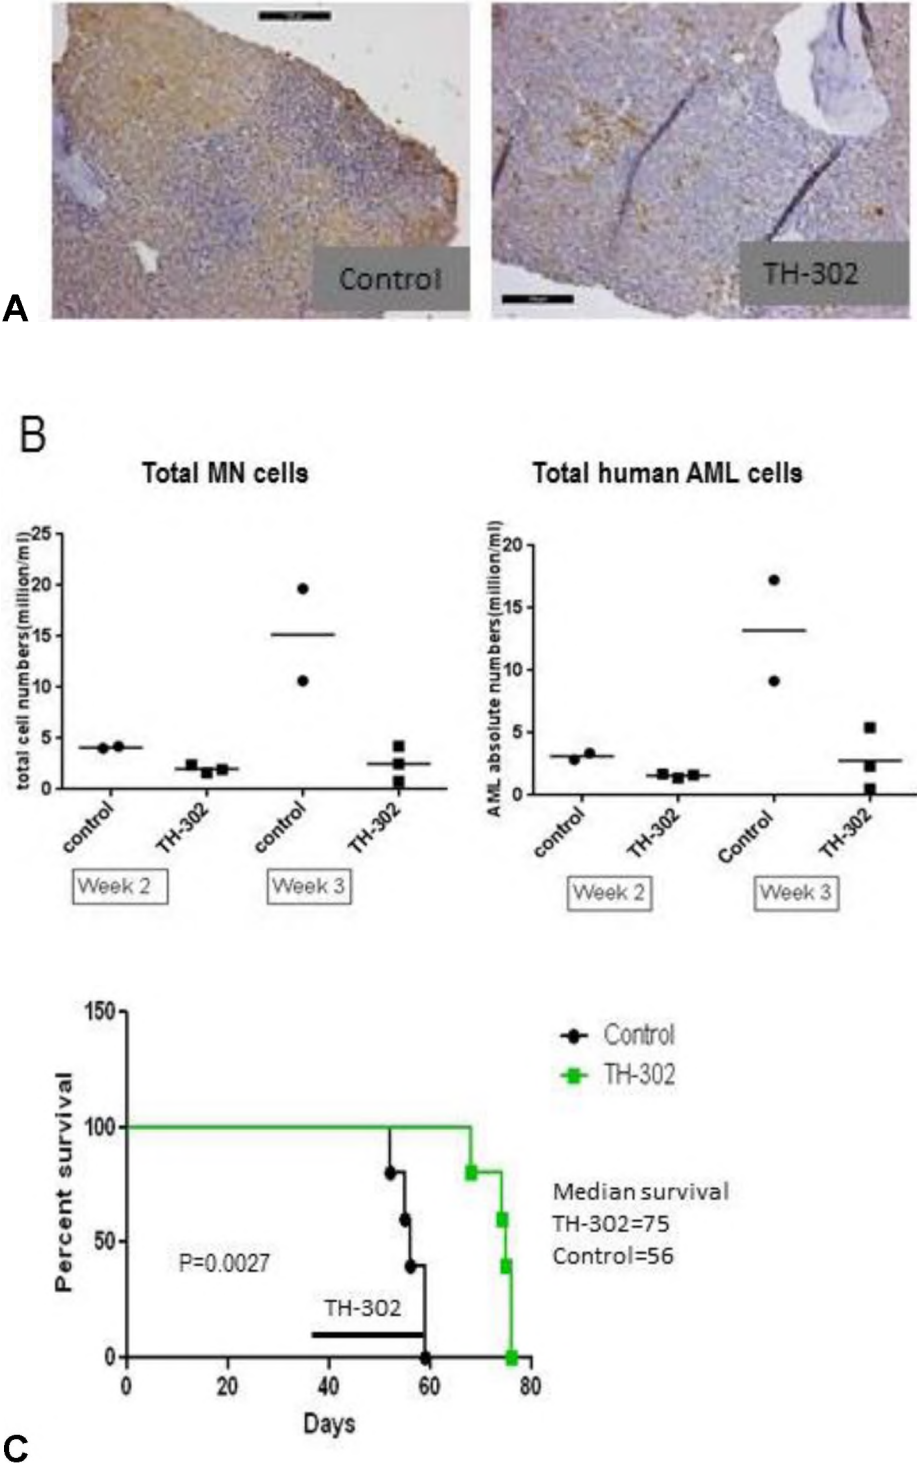 Control
TH-302
A
B
Total MN cells
total cell numbers(million/ml)
25
20
15
10
5
0
control
TH-302
control
TH-302
Week 2
Week 3
Total human AML cells
AML absolute numbers(million/ml)
20
15
10
5
0
control
TH-302
Control
TH-302
Week 2
Week 3
Percent survival
150
100
50
0
P=0.0027
TH-302
0
20
40
60
80
Days
Control
TH-302
Median survival
TH-302=75
Control=56
C